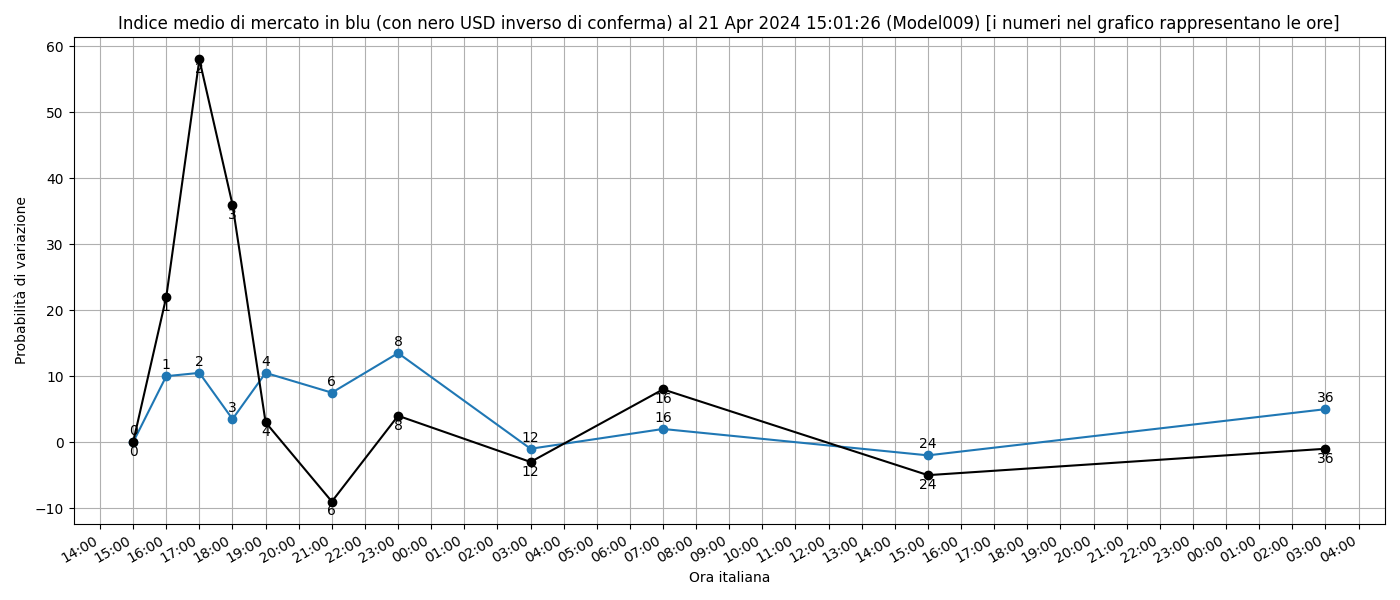 Indice medio di mercato in blu (con nero USD inverso di conferma) al 21 Apr 2024 15:01:26 (Model009) [i numeri nel grafico rappresentano le ore]
60
50
40
30
20
10
0
−10
Probabilità di variazione
0 1 2 3 4 6 8 12 16 24 36
0 1 2 3 4 6 8 12 16 24 36
14:00 15:00 16:00 17:00 18:00 19:00 20:00 21:00 22:00 23:00 00:00 01:00 02:00 03:00 04:00 05:00 06:00 07:00 08:00 09:00 10:00 11:00 12:00 13:00 14:00 15:00 16:00 17:00 18:00 19:00 20:00 21:00 22:00 23:00 00:00 01:00 02:00 03:00 04:00
Ora italiana